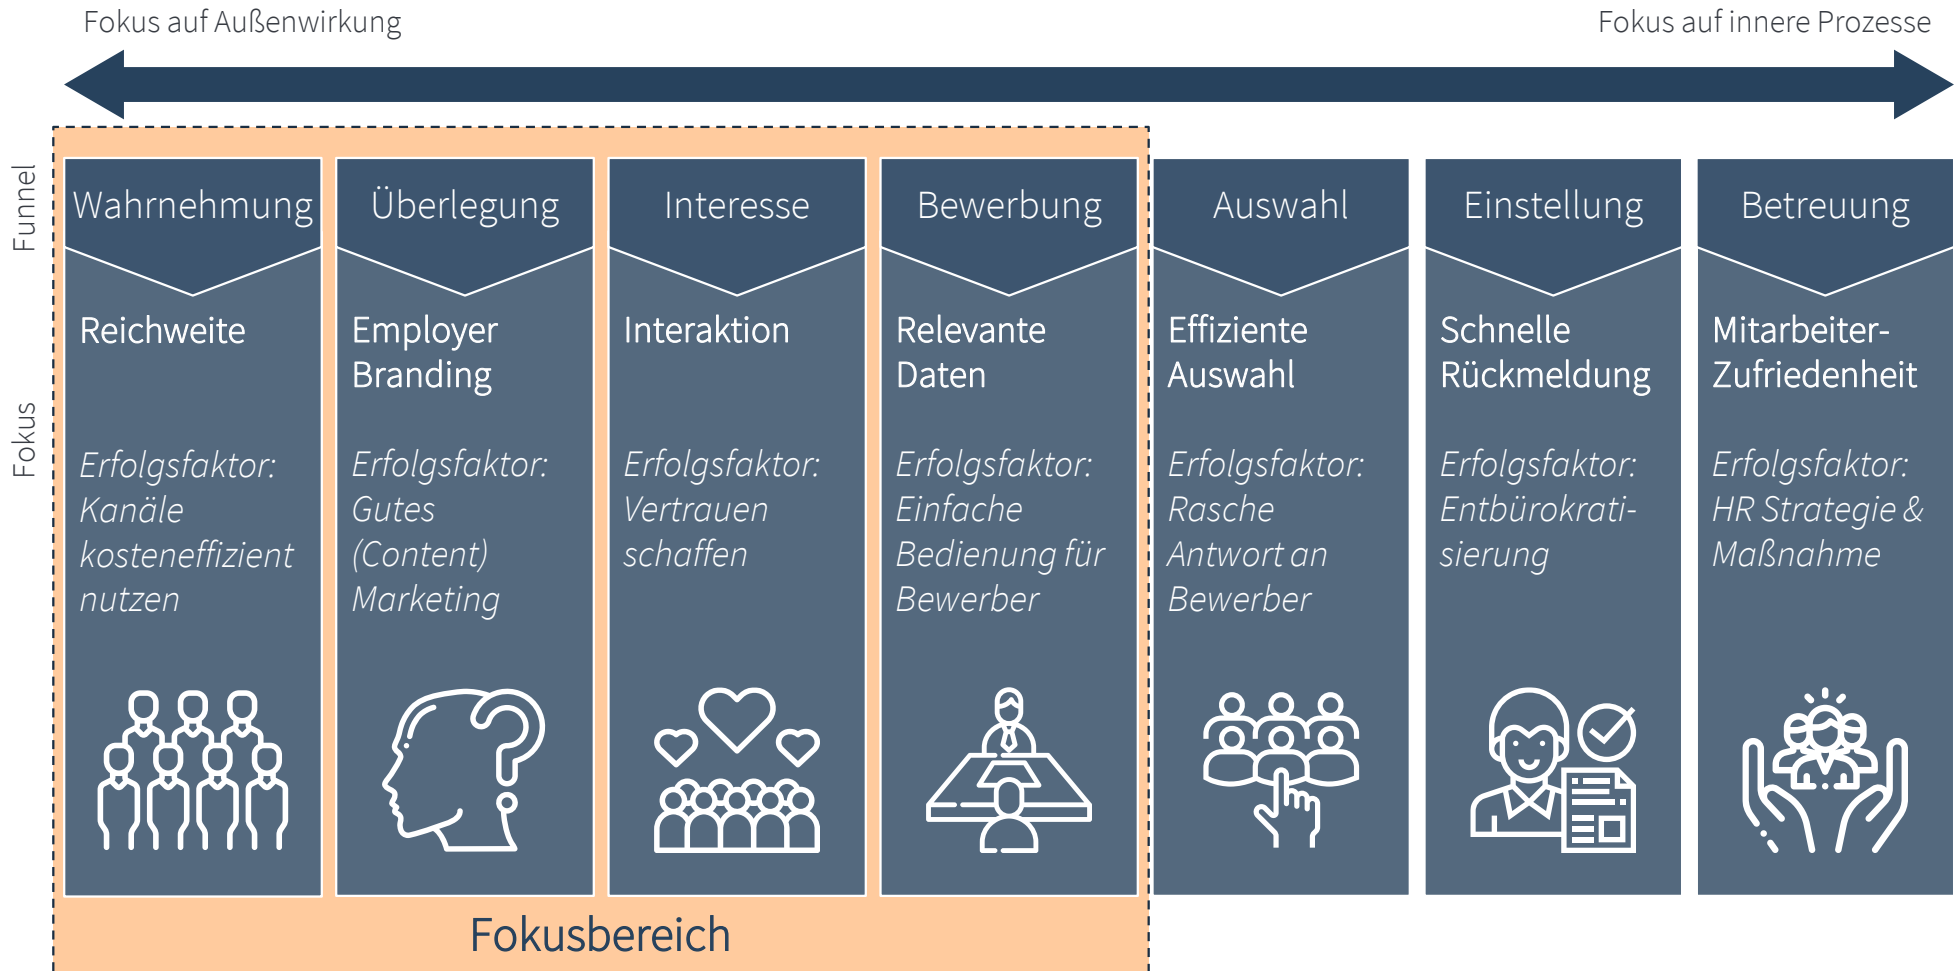 Fokus auf Außenwirkung
Fokus auf innere Prozesse
Funnel
Wahrnehmung
Überlegung
Interesse
Bewerbung
Auswahl
Einstellung
Betreuung
Fokus
Reichweite
Erfolgsfaktor:
Kanäle
kosteneffizient
nutzen
Employer
Branding
Erfolgsfaktor:
Gutes
(Content)
Marketing
Interaktion
Erfolgsfaktor:
Vertrauen
schaffen
Relevante
Daten
Erfolgsfaktor:
Einfache
Bedienung für
Bewerber
Effiziente
Auswahl
Erfolgsfaktor:
Rasche
Antwort an
Bewerber
Schnelle
Rückmeldung
Erfolgsfaktor:
Entbürokrati-
sierung
Mitarbeiter-
Zufriedenheit
Erfolgsfaktor:
HR Strategie &
Maßnahme
Fokusbereich